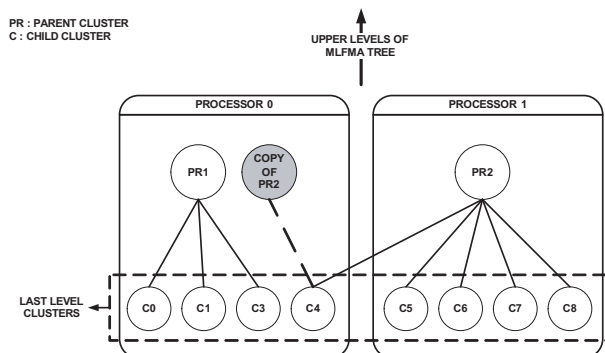 PR : PARENT CLUSTER
C : CHILD CLUSTER
UPPER LEVELS OF
MLFMA TREE
PROCESSOR 0
PROCESSOR 1
PR1
COPY
OF
PR2
PR2
LAST LEVEL
CLUSTERS
C0
C1
C3
C4
C5
C6
C7
C8